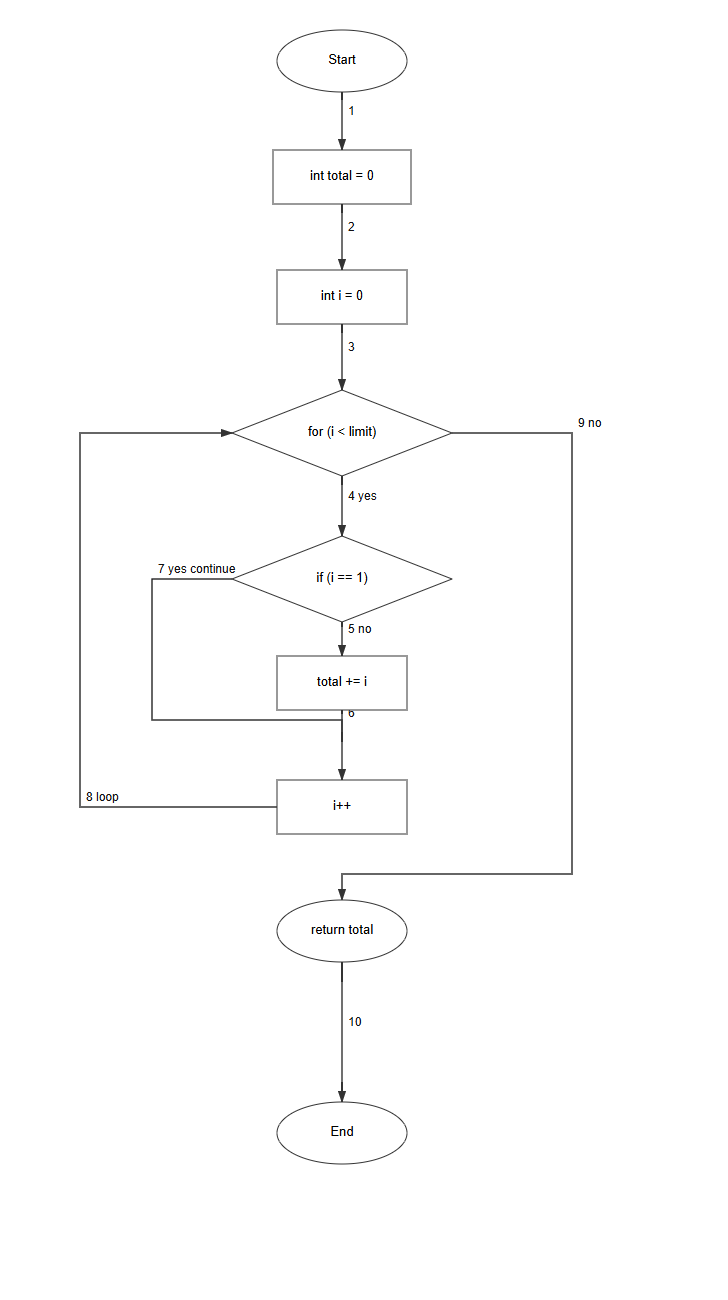 Start
1
int total = 0
2
int i = 0
3
for (i < limit)
9 no
4 yes
7 yes continue
if (i == 1)
5 no
total += i
6
8 loop
i++
return total
10
End